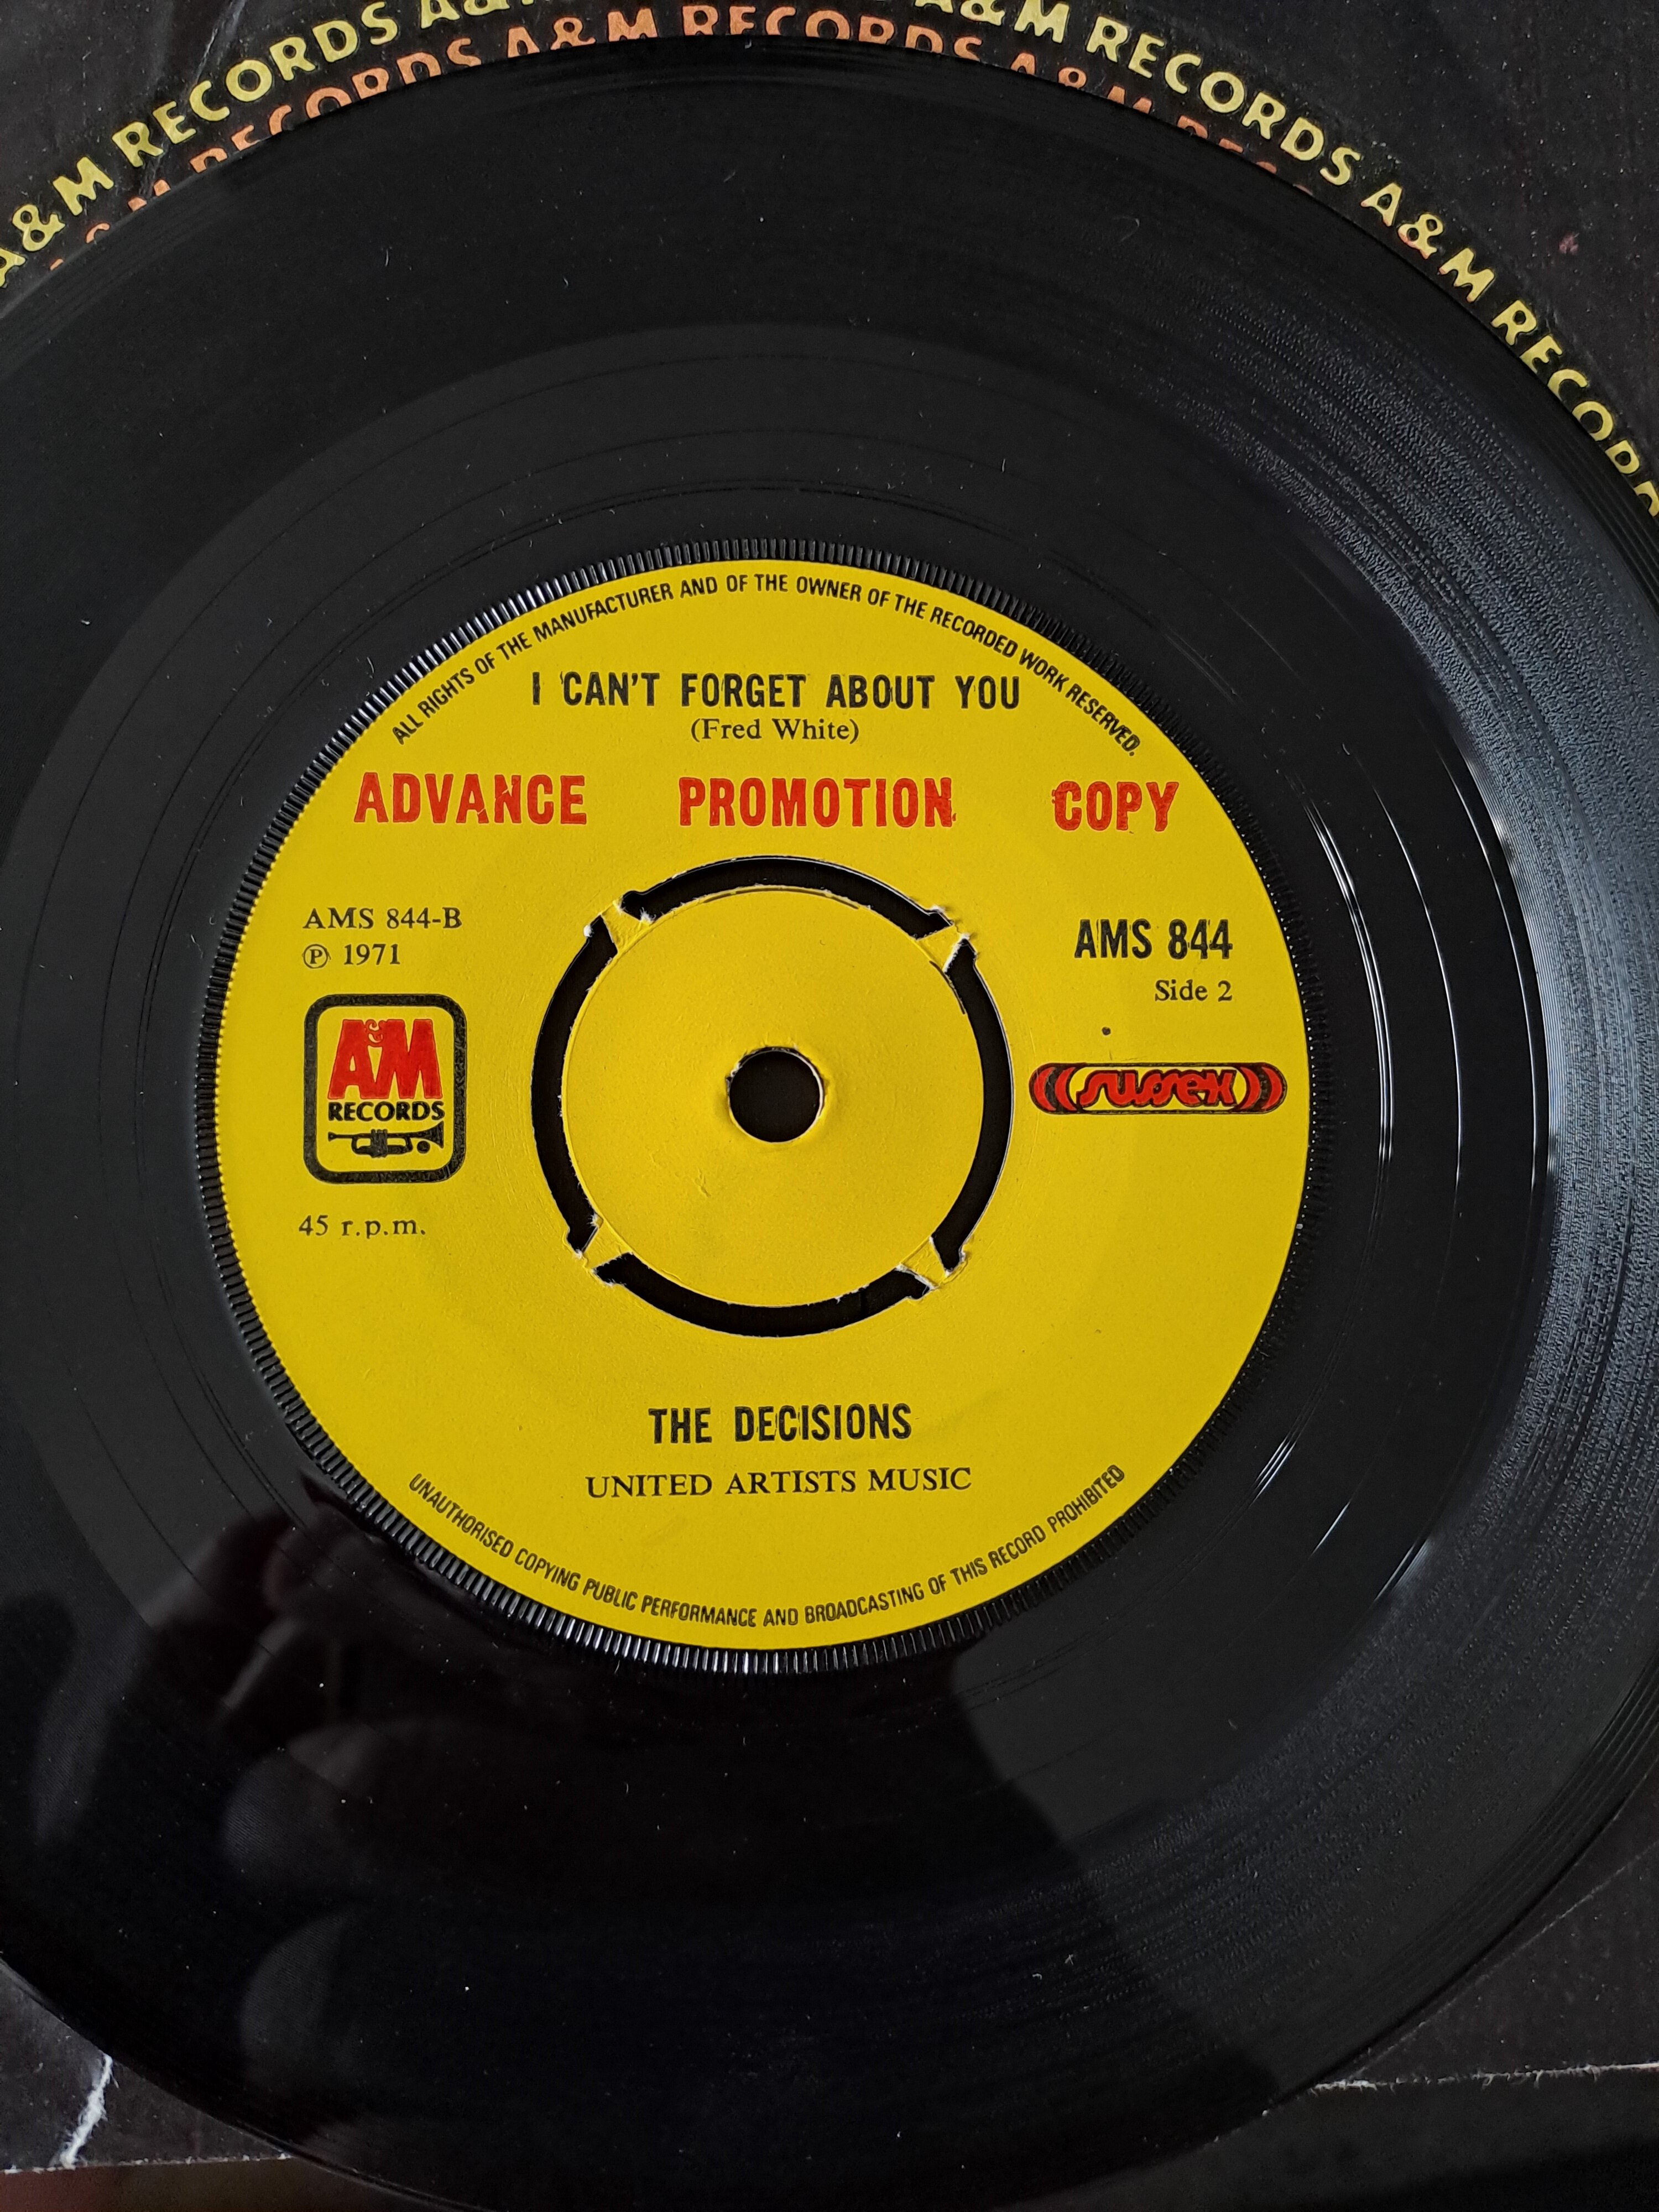 A&M RECORDS A&M RECORDS A&M RECORDS
RECORDS A&M RECORDS A&M
ALL RIGHTS OF THE MANUFACTURER AND OF THE OWNER OF THE RECORDED WORK RESERVED.
I CAN'T FORGET ABOUT YOU
(Fred White)
ADVANCE PROMOTION COPY
AMS 844-B
℗ 1971
AMS 844
Side 2
A&M
RECORDS
sussex
45 r.p.m.
THE DECISIONS
UNITED ARTISTS MUSIC
UNAUTHORISED COPYING PUBLIC PERFORMANCE AND BROADCASTING OF THIS RECORD PROHIBITED